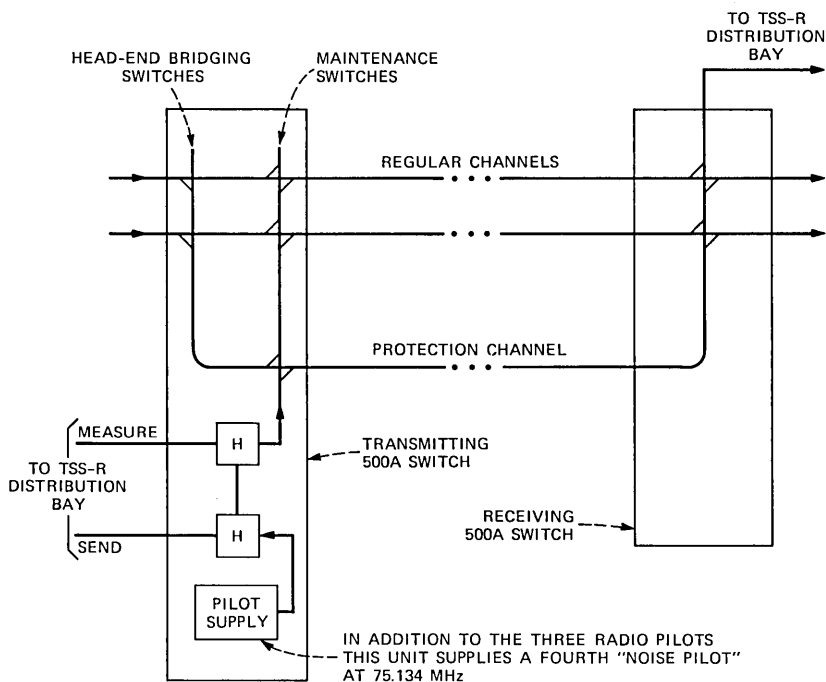 TO TSS-R
DISTRIBUTION
BAY
HEAD-END BRIDGING
SWITCHES
MAINTENANCE
SWITCHES
REGULAR CHANNELS
PROTECTION CHANNEL
MEASURE
H
TRANSMITTING
500A SWITCH
TO TSS-R
DISTRIBUTION
BAY
SEND
H
RECEIVING
500A SWITCH
PILOT
SUPPLY
IN ADDITION TO THE THREE RADIO PILOTS
THIS UNIT SUPPLIES A FOURTH "NOISE PILOT"
AT 75.134 MHz